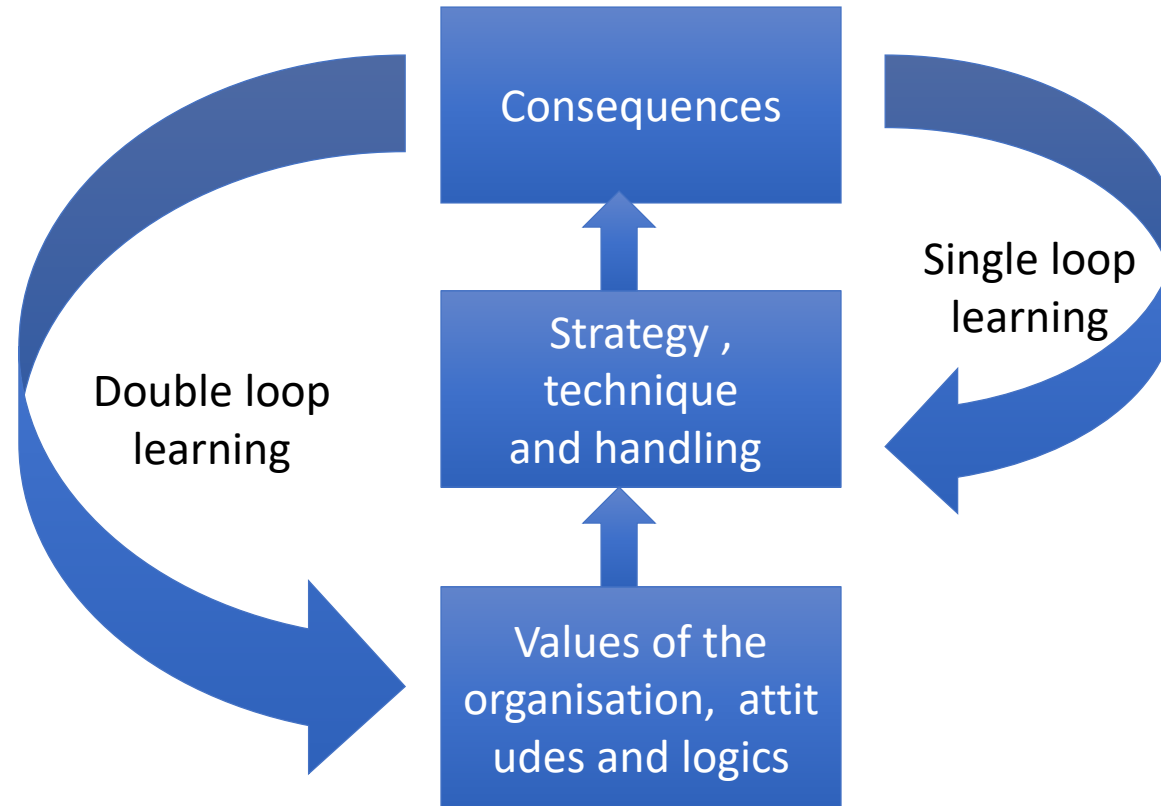 Consequences
Single loop
learning
Strategy ,
technique
and handling
Double loop
learning
Values of the
organisation,  attit
udes and logics